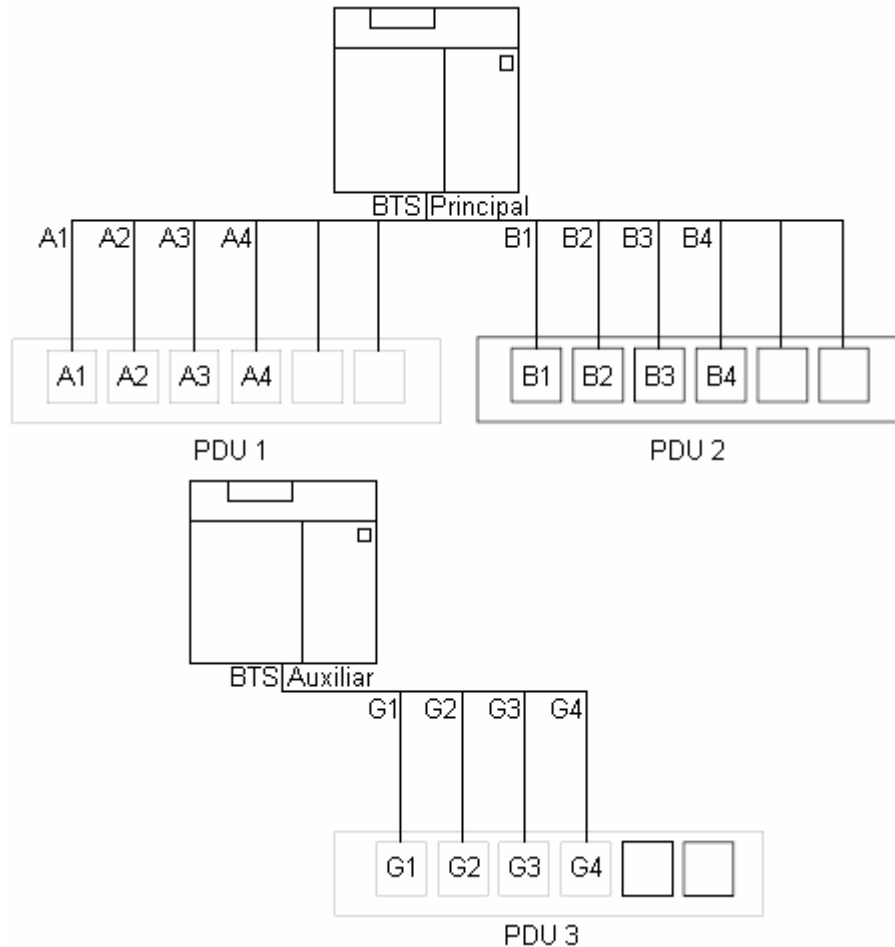 BTS Principal
A1 A2 A3 A4 B1 B2 B3 B4
A1 A2 A3 A4 B1 B2 B3 B4
PDU 1 PDU 2
BTS Auxiliar
G1 G2 G3 G4
G1 G2 G3 G4
PDU 3